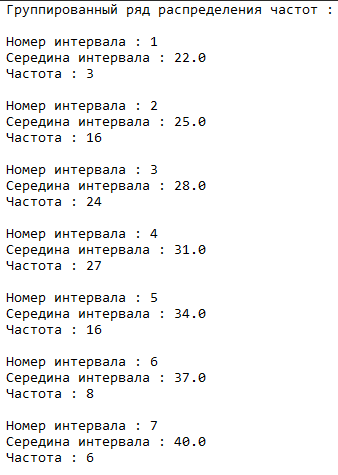 Группированный ряд распределения частот :
Номер интервала : 1
Середина интервала : 22.0
Частота : 3
Номер интервала : 2
Середина интервала : 25.0
Частота : 16
Номер интервала : 3
Середина интервала : 28.0
Частота : 24
Номер интервала : 4
Середина интервала : 31.0
Частота : 27
Номер интервала : 5
Середина интервала : 34.0
Частота : 16
Номер интервала : 6
Середина интервала : 37.0
Частота : 8
Номер интервала : 7
Середина интервала : 40.0
Частота : 6